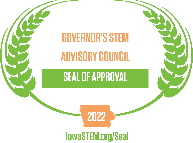 GOVERNOR'S STEM
ADVISORY COUNCIL
SEAL OF APPROVAL
2022
IowaSTEM.org/Seal